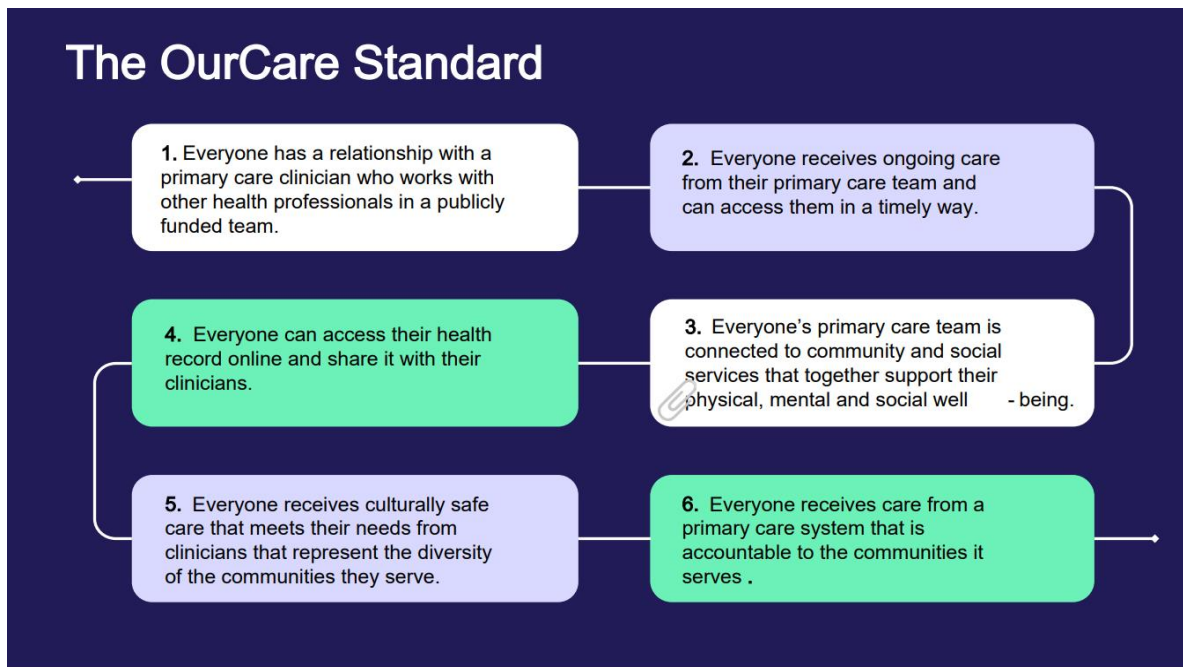 The OurCare Standard
1. Everyone has a relationship with a
primary care clinician who works with
other health professionals in a publicly
funded team.
2. Everyone receives ongoing care
from their primary care team and
can access them in a timely way.
3. Everyone’s primary care team is
connected to community and social
services that together support their
physical, mental and social well - being.
4. Everyone can access their health
record online and share it with their
clinicians.
5. Everyone receives culturally safe
care that meets their needs from
clinicians that represent the diversity
of the communities they serve.
6. Everyone receives care from a
primary care system that is
accountable to the communities it
serves .